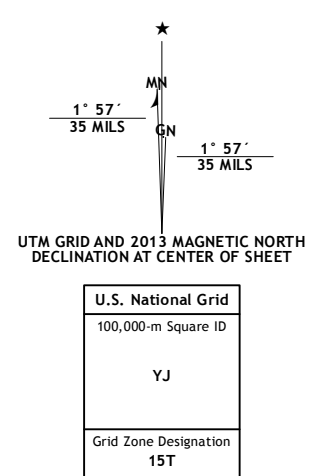 MN
1° 57´
35 MILS
GN
1° 57´
35 MILS
UTM GRID AND 2013 MAGNETIC NORTH
DECLINATION AT CENTER OF SHEET
U.S. National Grid
100,000-m Square ID
YJ
Grid Zone Designation
15T